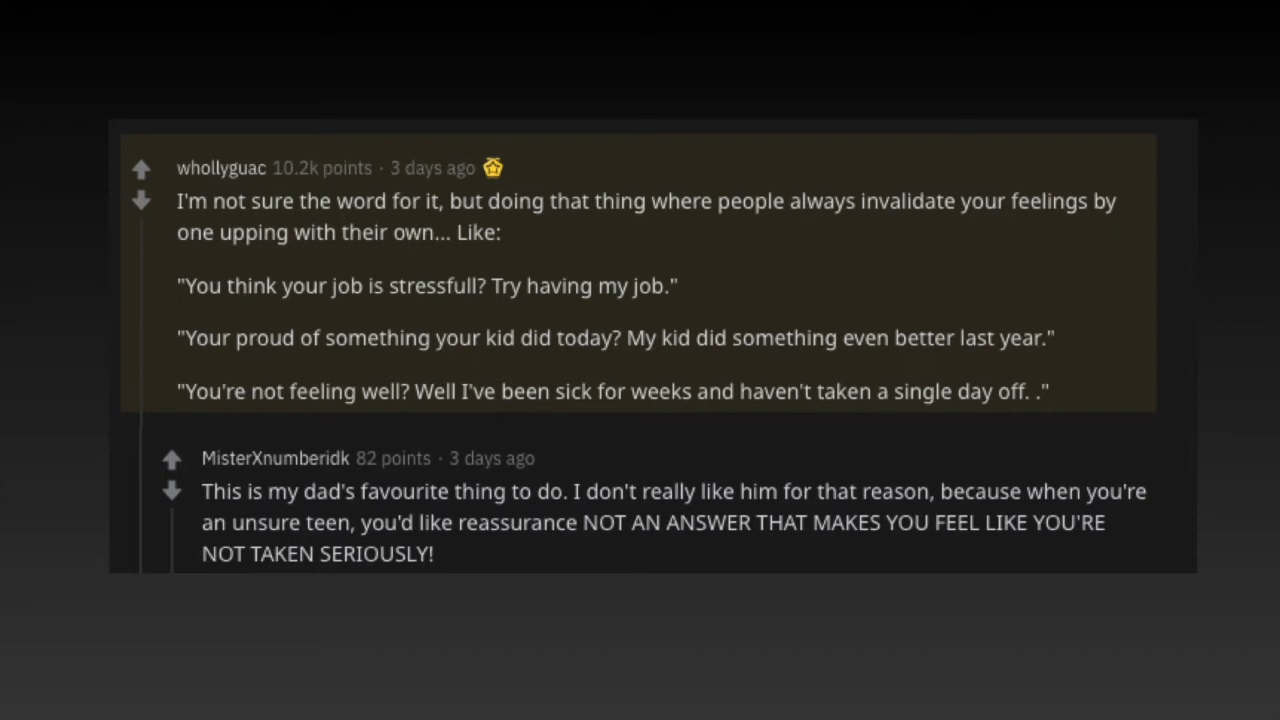 whollyguac 10.2k points · 3 days ago
I'm not sure the word for it, but doing that thing where people always invalidate your feelings by
one upping with their own... Like:
"You think your job is stressfull? Try having my job."
"Your proud of something your kid did today? My kid did something even better last year."
"You're not feeling well? Well I've been sick for weeks and haven't taken a single day off. ."
MisterXnumberidk 82 points · 3 days ago
This is my dad's favourite thing to do. I don't really like him for that reason, because when you're
an unsure teen, you'd like reassurance NOT AN ANSWER THAT MAKES YOU FEEL LIKE YOU'RE
NOT TAKEN SERIOUSLY!